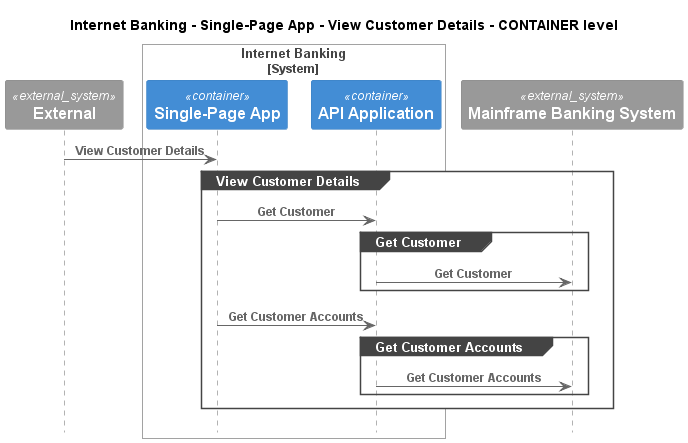 Internet Banking - Single-Page App - View Customer Details - CONTAINER level
Internet Banking
[System]
«external_system»
External
«container»
Single-Page App
«container»
API Application
«external_system»
Mainframe Banking System
View Customer Details
View Customer Details
Get Customer
Get Customer
Get Customer
Get Customer Accounts
Get Customer Accounts
Get Customer Accounts